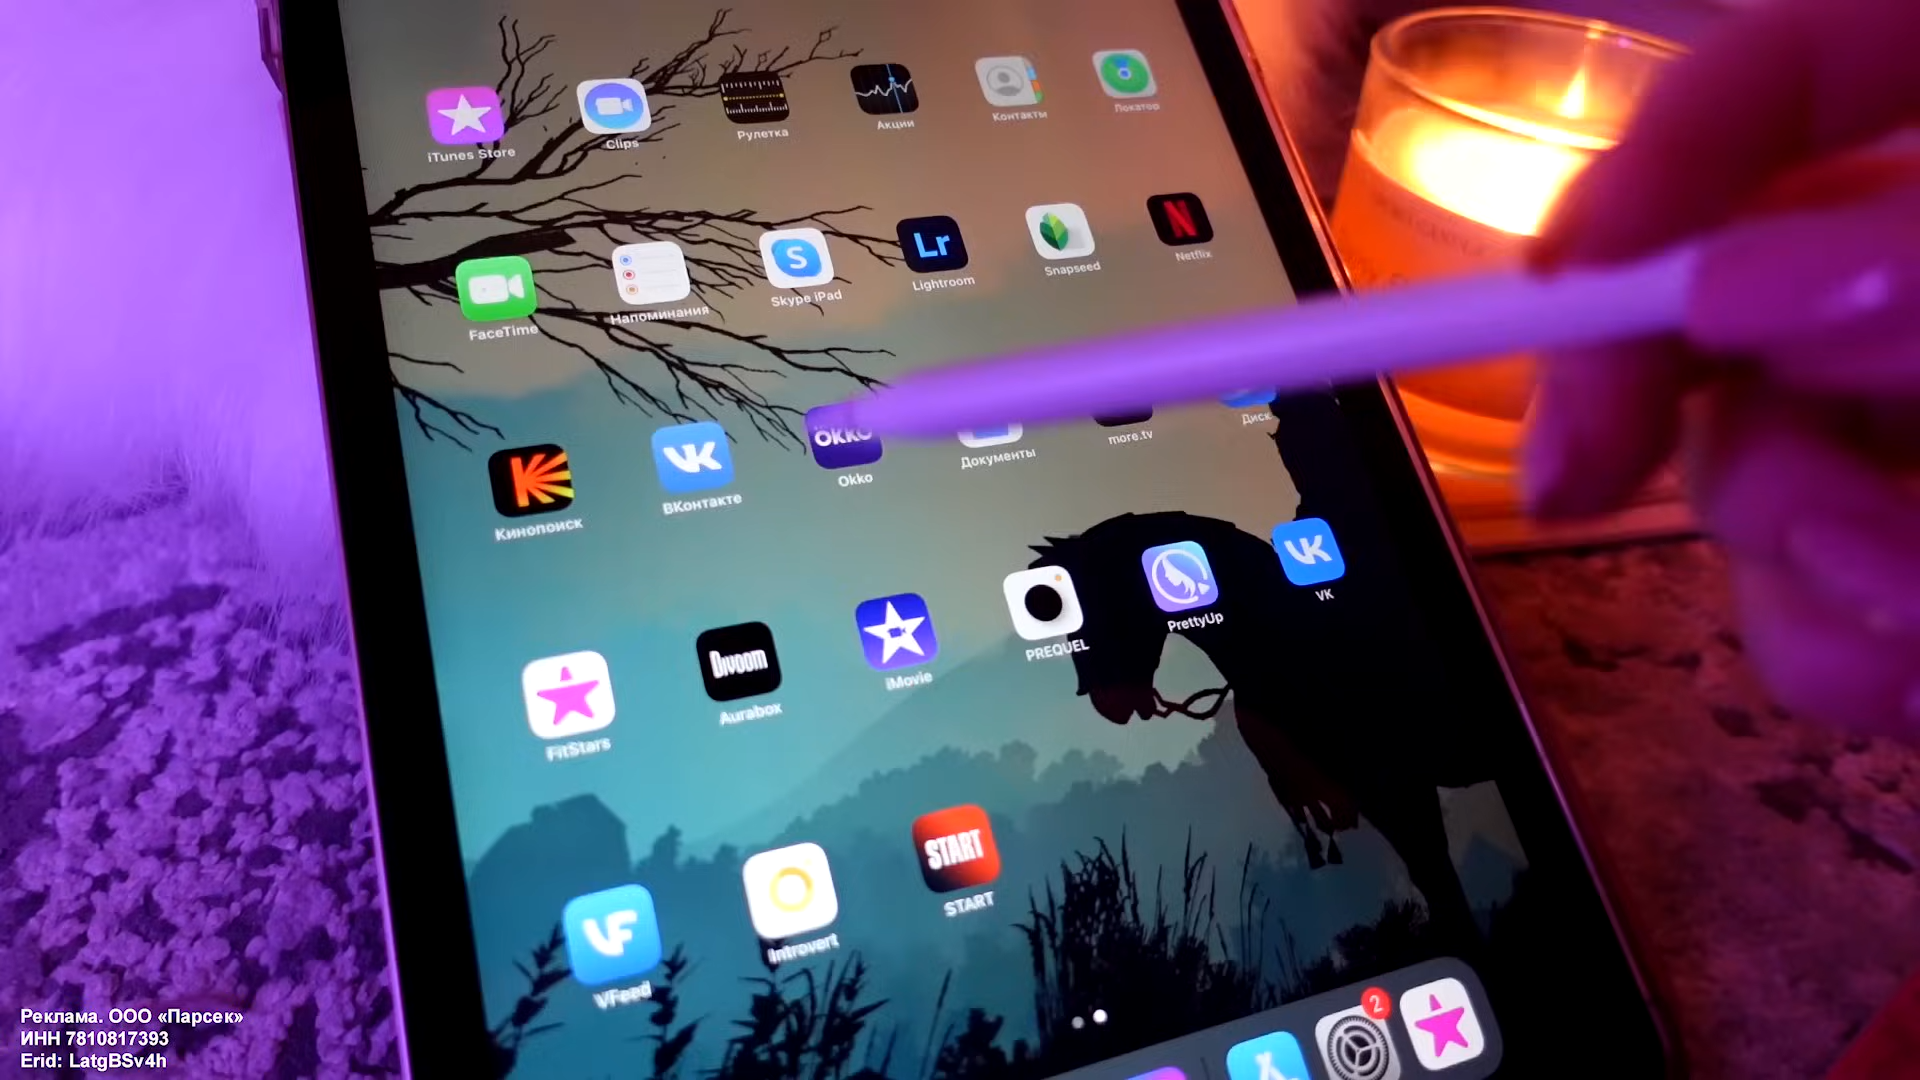 iTunes Store
Clips
Рулетка
Акции
Контакты
Локатор
FaceTime
Напоминания
S
Skype iPad
Lr
Lightroom
Snapseed
N
Netflix
Кинопоиск
ВКонтакте
okko
Okko
Документы
more.tv
Диск
FitStars
Divoom
Aurabox
iMovie
PREQUEL
PrettyUp
VK
VFeed
Introvert
START
START
2
Реклама. ООО «Парсек»
ИНН 7810817393
Erid: LatgBSv4h